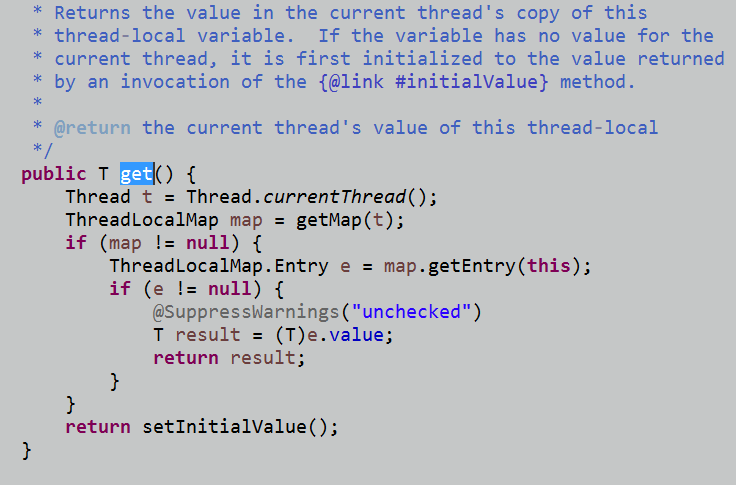 * Returns the value in the current thread's copy of this
* thread-local variable.  If the variable has no value for the
* current thread, it is first initialized to the value returned
* by an invocation of the {@link #initialValue} method.
*
* @return the current thread's value of this thread-local
*/
public T get() {
    Thread t = Thread.currentThread();
    ThreadLocalMap map = getMap(t);
    if (map != null) {
        ThreadLocalMap.Entry e = map.getEntry(this);
        if (e != null) {
            @SuppressWarnings("unchecked")
            T result = (T)e.value;
            return result;
        }
    }
    return setInitialValue();
}